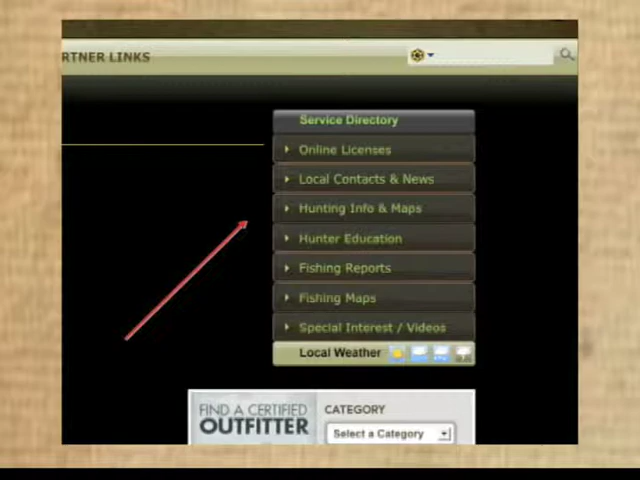 RTNER LINKS
Service Directory
Online Licenses
Local Contacts & News
Hunting Info & Maps
Hunter Education
Fishing Reports
Fishing Maps
Special Interest / Videos
Local Weather
FIND A CERTIFIED
OUTFITTER
CATEGORY
Select a Category